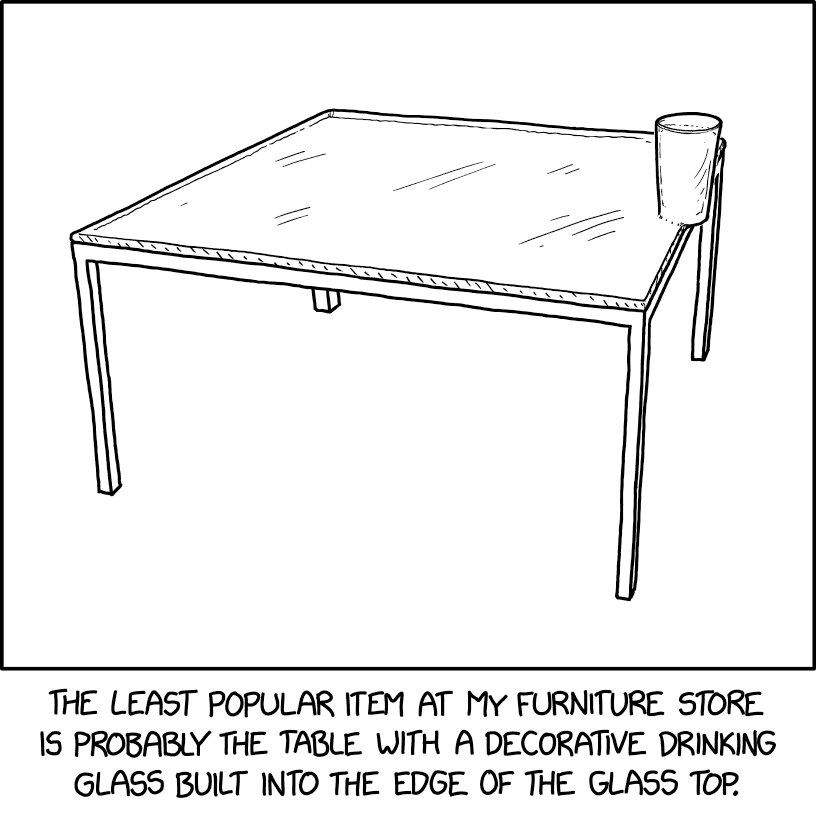 THE LEAST POPULAR ITEM AT MY FURNITURE STORE
IS PROBABLY THE TABLE WITH A DECORATIVE DRINKING
GLASS BUILT INTO THE EDGE OF THE GLASS TOP.